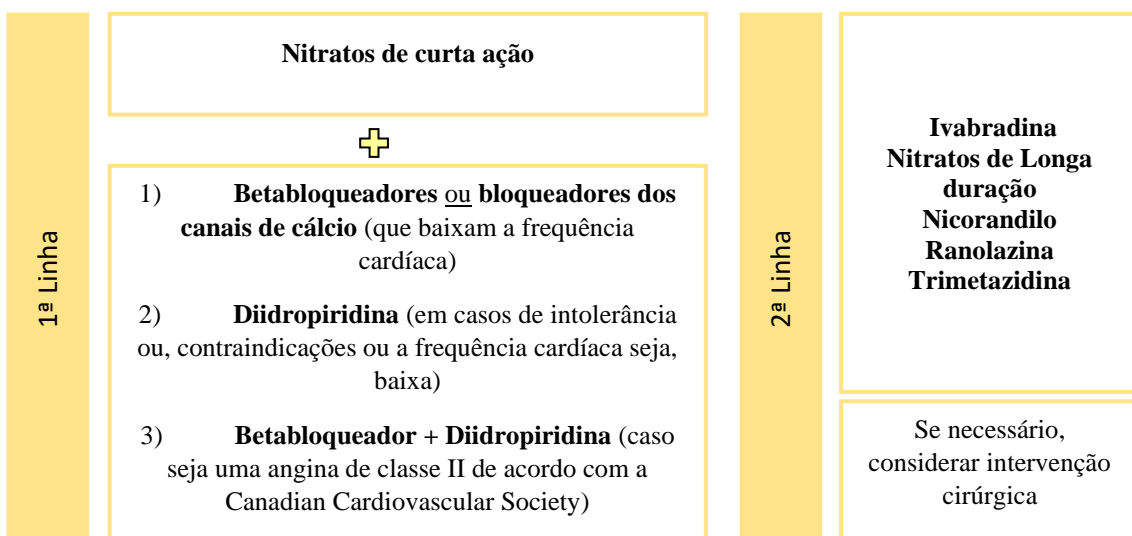 1ª Linha
Nitratos de curta ação
1) Betabloqueadores ou bloqueadores dos
canais de cálcio (que baixam a frequência
cardíaca)
2) Diidropiridina (em casos de intolerância
ou, contraindicações ou a frequência cardíaca seja,
baixa)
3) Betabloqueador + Diidropiridina (caso
seja uma angina de classe II de acordo com a
Canadian Cardiovascular Society)
2ª Linha
Ivabradina
Nitratos de Longa
duração
Nicorandilo
Ranolazina
Trimetazidina
Se necessário,
considerar intervenção
cirúrgica